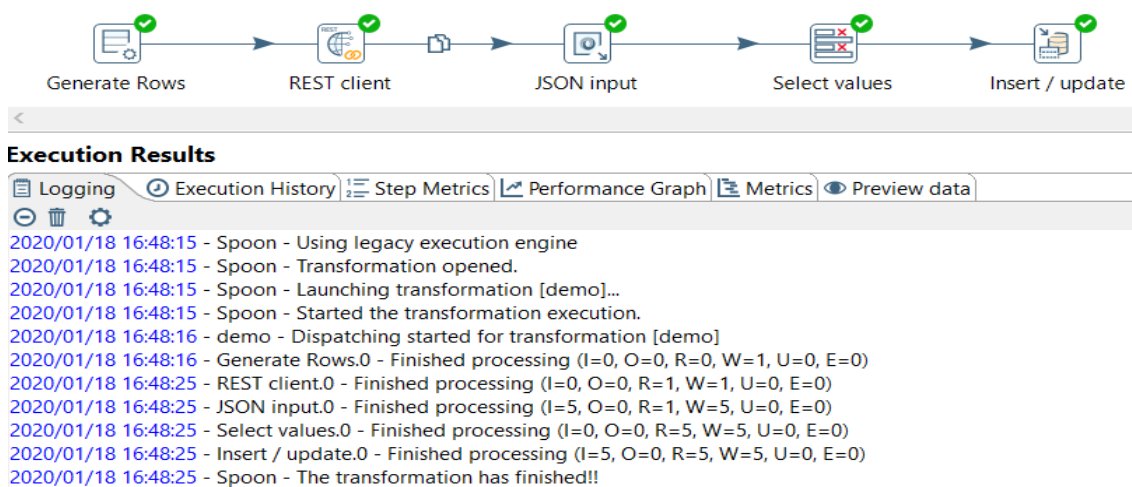 Generate Rows REST client JSON input Select values Insert / update
Execution Results
Logging Execution History Step Metrics Performance Graph Metrics Preview data
2020/01/18 16:48:15 - Spoon - Using legacy execution engine
2020/01/18 16:48:15 - Spoon - Transformation opened.
2020/01/18 16:48:15 - Spoon - Launching transformation [demo]...
2020/01/18 16:48:15 - Spoon - Started the transformation execution.
2020/01/18 16:48:16 - demo - Dispatching started for transformation [demo]
2020/01/18 16:48:16 - Generate Rows.0 - Finished processing (I=0, O=0, R=0, W=1, U=0, E=0)
2020/01/18 16:48:25 - REST client.0 - Finished processing (I=0, O=0, R=1, W=1, U=0, E=0)
2020/01/18 16:48:25 - JSON input.0 - Finished processing (I=5, O=0, R=1, W=5, U=0, E=0)
2020/01/18 16:48:25 - Select values.0 - Finished processing (I=0, O=0, R=5, W=5, U=0, E=0)
2020/01/18 16:48:25 - Insert / update.0 - Finished processing (I=5, O=0, R=5, W=5, U=0, E=0)
2020/01/18 16:48:25 - Spoon - The transformation has finished!!